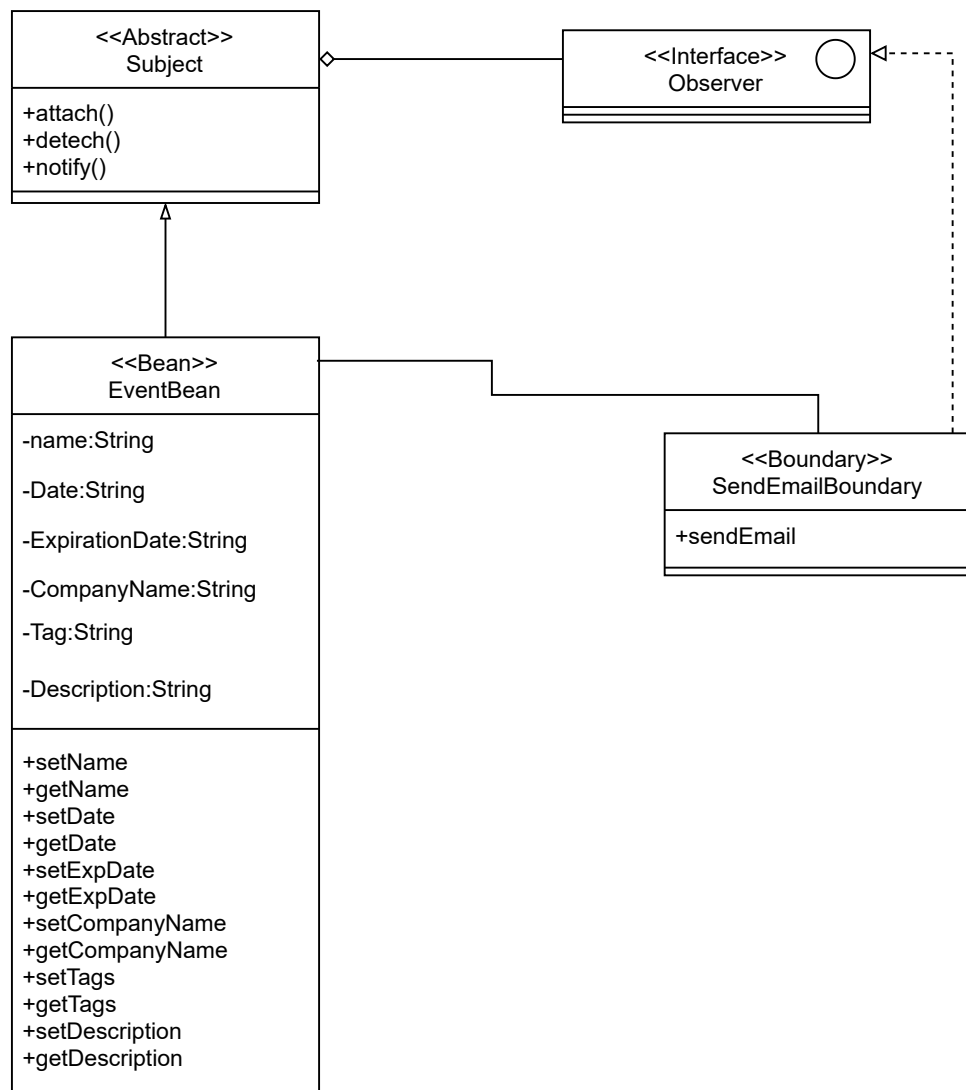 <<Abstract>>
Subject
+attach()
+detech()
+notify()
<<Interface>>
Observer
<<Bean>>
EventBean
-name:String
-Date:String
-ExpirationDate:String
-CompanyName:String
-Tag:String
-Description:String
+setName
+getName
+setDate
+getDate
+setExpDate
+getExpDate
+setCompanyName
+getCompanyName
+setTags
+getTags
+setDescription
+getDescription
<<Boundary>>
SendEmailBoundary
+sendEmail